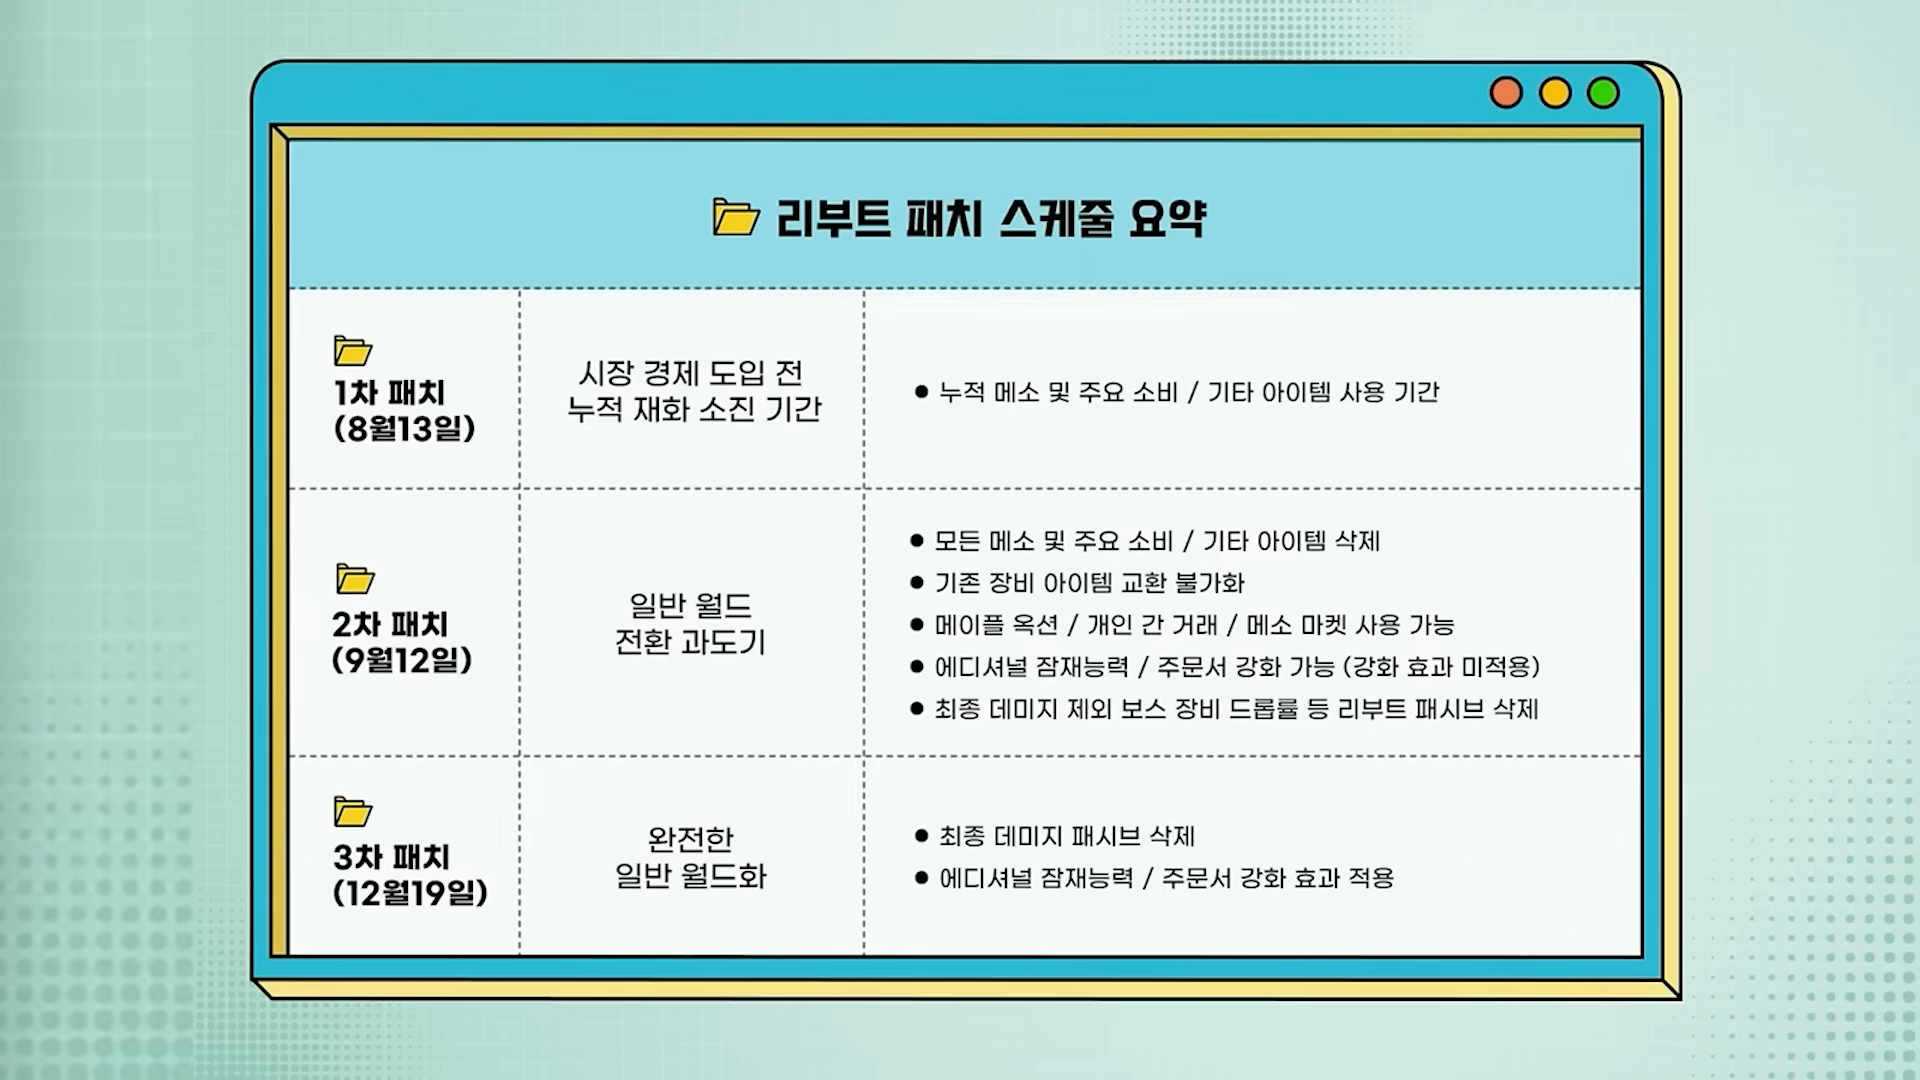 리부트 패치 스케줄 요약
1차 패치
(8월13일)
시장 경제 도입 전
누적 재화 소진 기간
● 누적 메소 및 주요 소비 / 기타 아이템 사용 기간
2차 패치
(9월12일)
일반 월드
전환 과도기
● 모든 메소 및 주요 소비 / 기타 아이템 삭제
● 기존 장비 아이템 교환 불가화
● 메이플 옥션 / 개인 간 거래 / 메소 마켓 사용 가능
● 에디셔널 잠재능력 / 주문서 강화 가능 (강화 효과 미적용)
● 최종 데미지 제외 보스 장비 드롭률 등 리부트 패시브 삭제
3차 패치
(12월19일)
완전한
일반 월드화
● 최종 데미지 패시브 삭제
● 에디셔널 잠재능력 / 주문서 강화 효과 적용